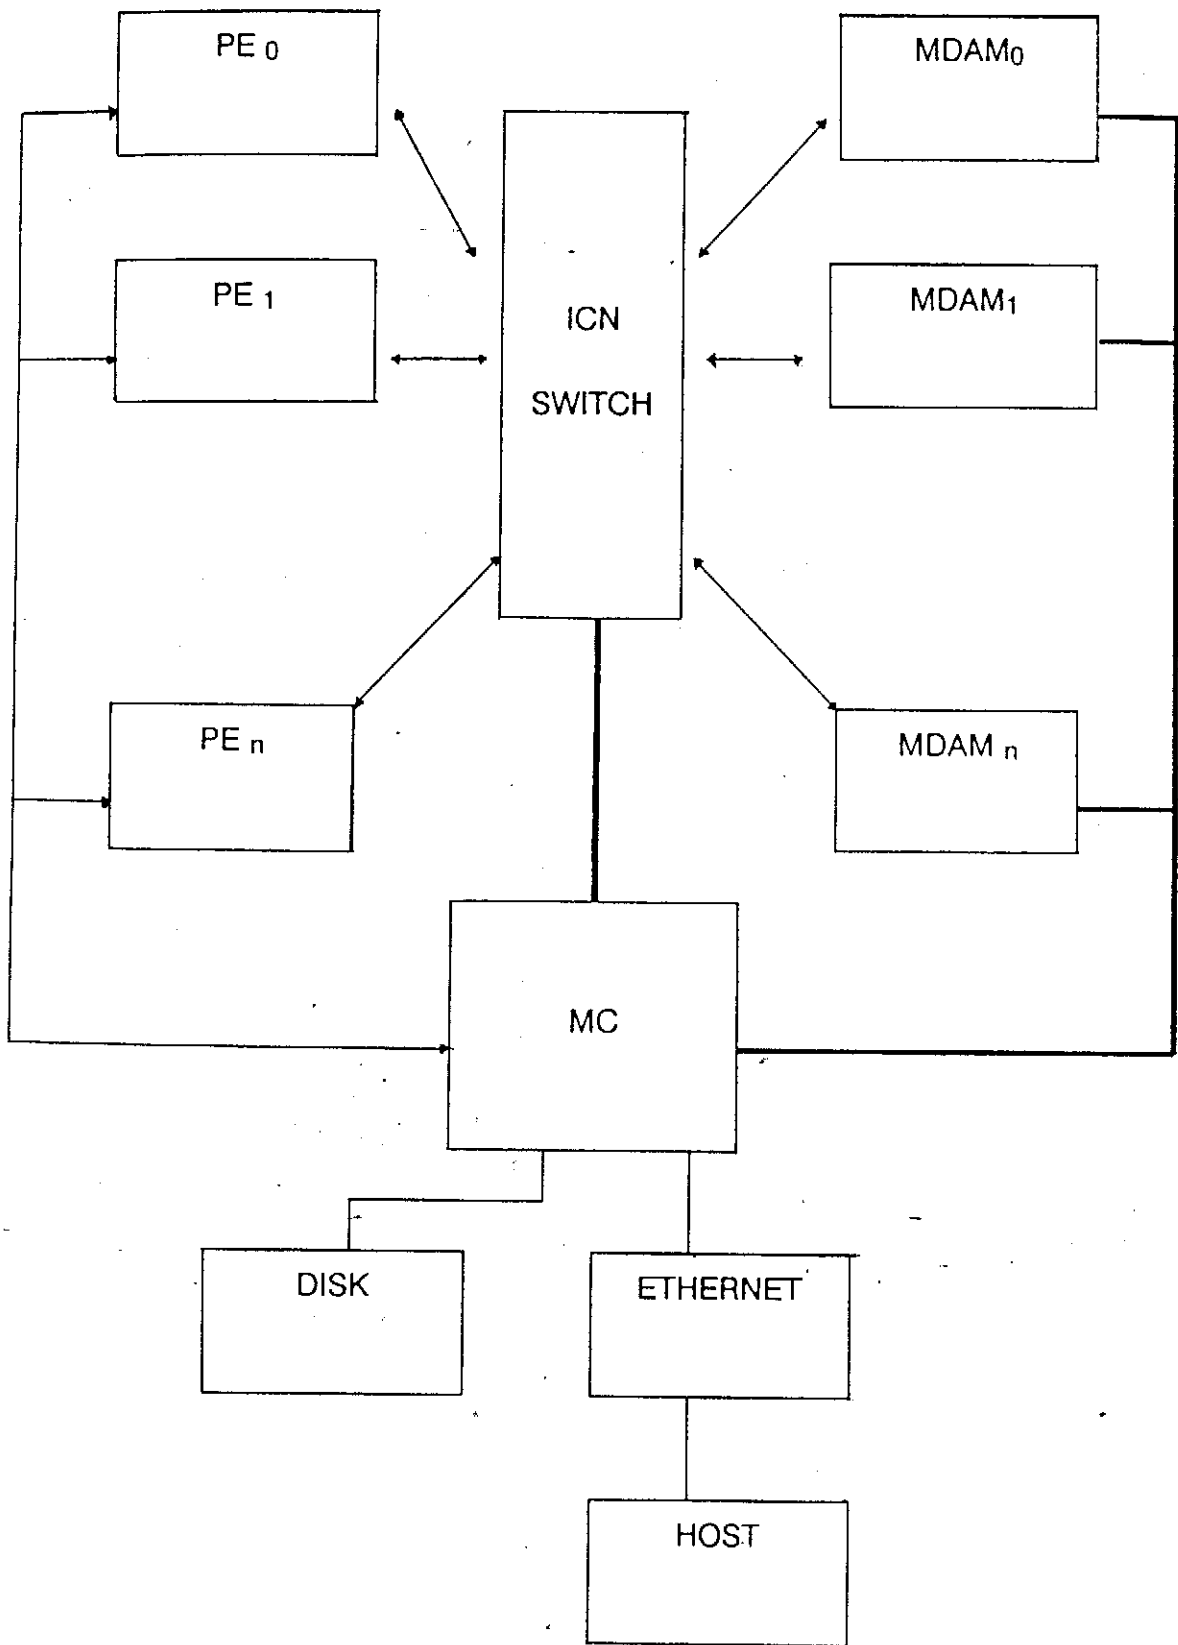 PE 0
MDAM0
PE 1
ICN
SWITCH
MDAM1
PE n
MDAM n
MC
DISK
ETHERNET
HOST